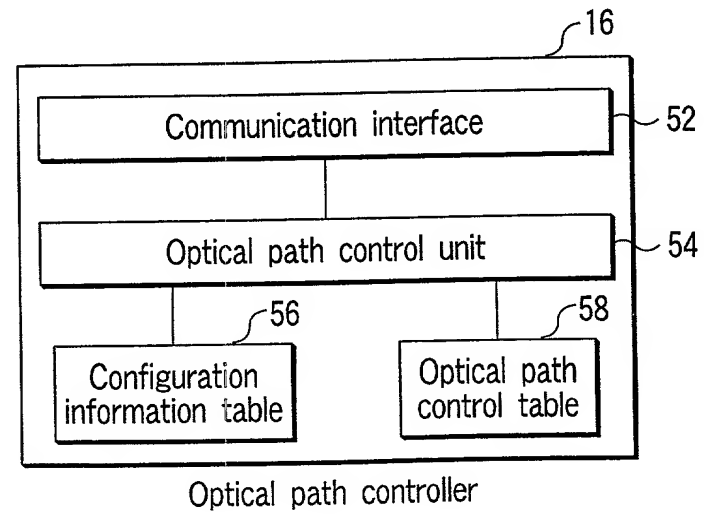 16
Communication interface
52
Optical path control unit
54
56
58
Configuration
information table
Optical path
control table
Optical path controller